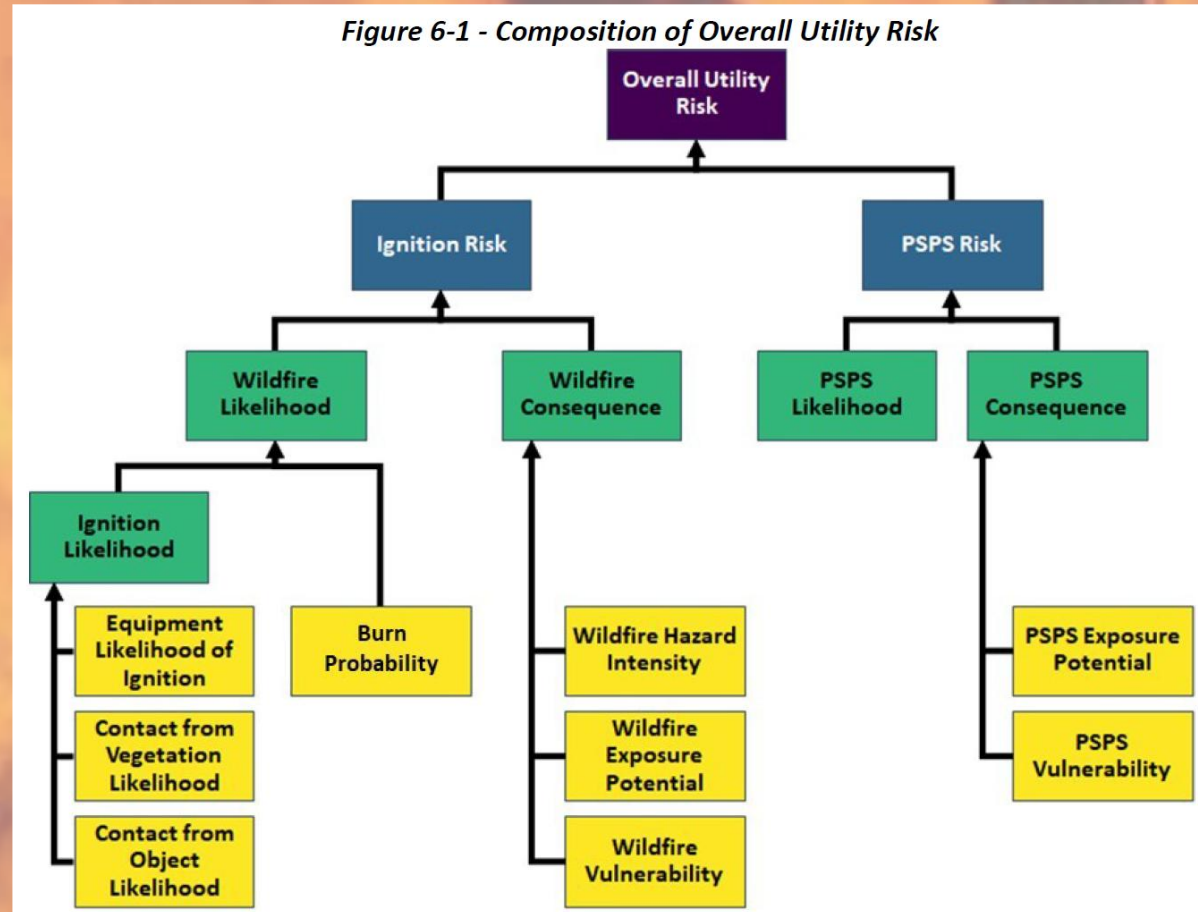 Figure 6-1 - Composition of Overall Utility Risk
Overall Utility
Risk
Ignition Risk
PSPS Risk
Wildfire
Likelihood
Wildfire
Consequence
PSPS
Likelihood
PSPS
Consequence
Ignition
Likelihood
Equipment
Likelihood of
Ignition
Burn
Probability
Wildfire Hazard
Intensity
PSPS Exposure
Potential
Contact from
Vegetation
Likelihood
Wildfire
Exposure
Potential
PSPS
Vulnerability
Contact from
Object
Likelihood
Wildfire
Vulnerability